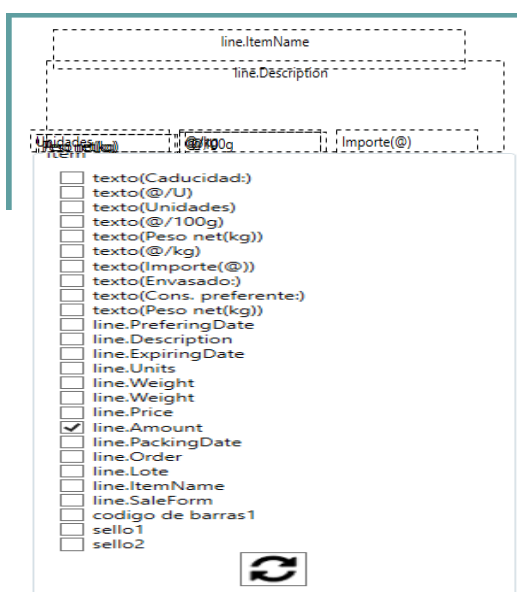 line.ItemName
line.Description
Unidades @/kg Importe(@)
Item
texto(Caducidad:)
texto(@/U)
texto(Unidades)
texto(@/100g)
texto(Peso net(kg))
texto(@/kg)
texto(Importe(@))
texto(Envasado:)
texto(Cons. preferente:)
texto(Peso net(kg))
line.PreferingDate
line.Description
line.ExpiringDate
line.Units
line.Weight
line.Weight
line.Price
line.Amount
line.PackingDate
line.Order
line.Lote
line.ItemName
line.SaleForm
codigo de barras1
sello1
sello2